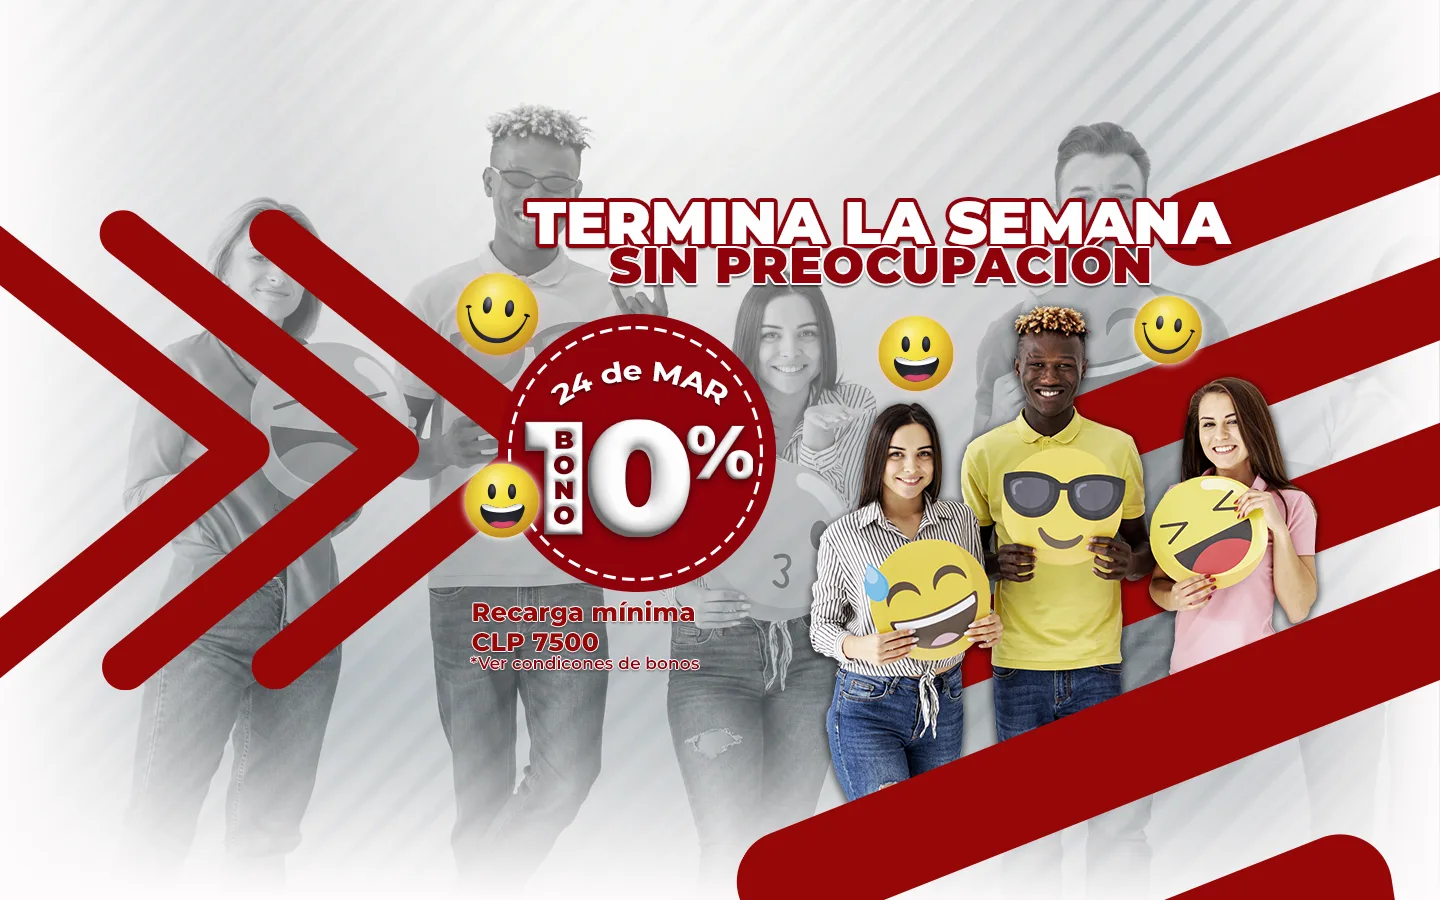 TERMINA LA SEMANA
SIN PREOCUPACIÓN
24 de MAR
BONO
10%
Recarga mínima
CLP 7500
*Ver condicones de bonos